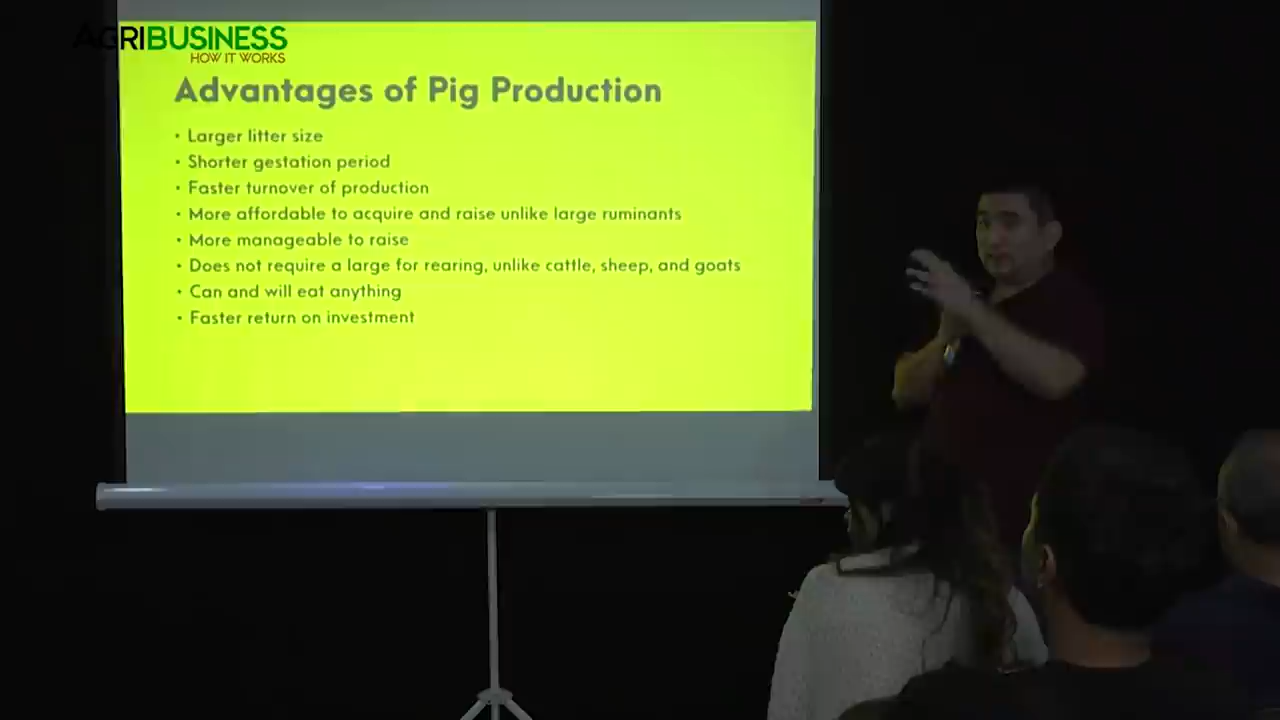 AGRIBUSINESS
HOW IT WORKS
Advantages of Pig Production
• Larger litter size
• Shorter gestation period
• Faster turnover of production
• More affordable to acquire and raise unlike large ruminants
• More manageable to raise
• Does not require a large for rearing, unlike cattle, sheep, and goats
• Can and will eat anything
• Faster return on investment